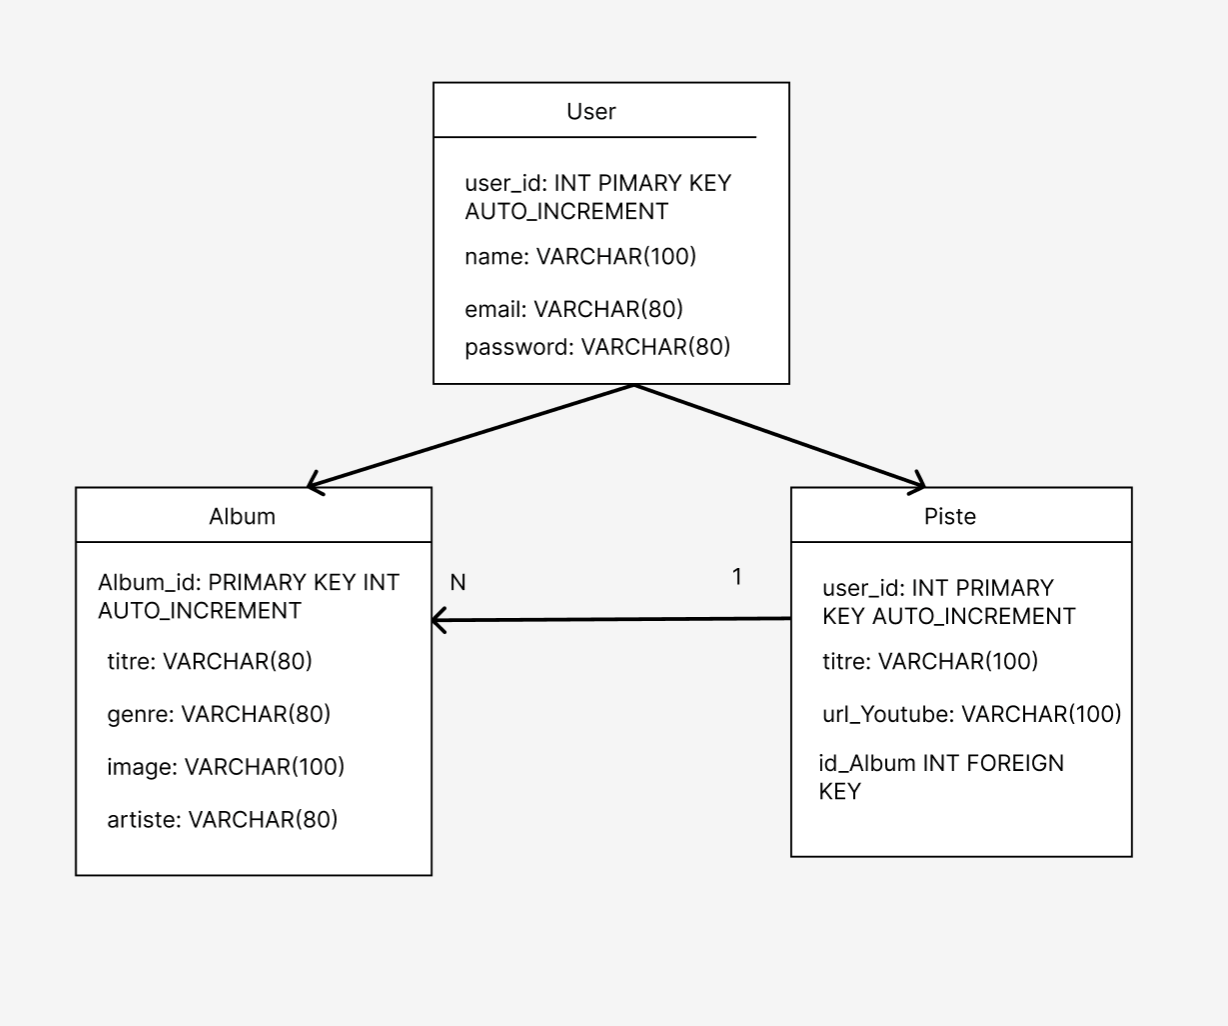 User
user_id: INT PIMARY KEY
AUTO_INCREMENT
name: VARCHAR(100)
email: VARCHAR(80)
password: VARCHAR(80)
Album
Album_id: PRIMARY KEY INT
AUTO_INCREMENT
titre: VARCHAR(80)
genre: VARCHAR(80)
image: VARCHAR(100)
artiste: VARCHAR(80)
N
1
Piste
user_id: INT PRIMARY
KEY AUTO_INCREMENT
titre: VARCHAR(100)
url_Youtube: VARCHAR(100)
id_Album INT FOREIGN
KEY